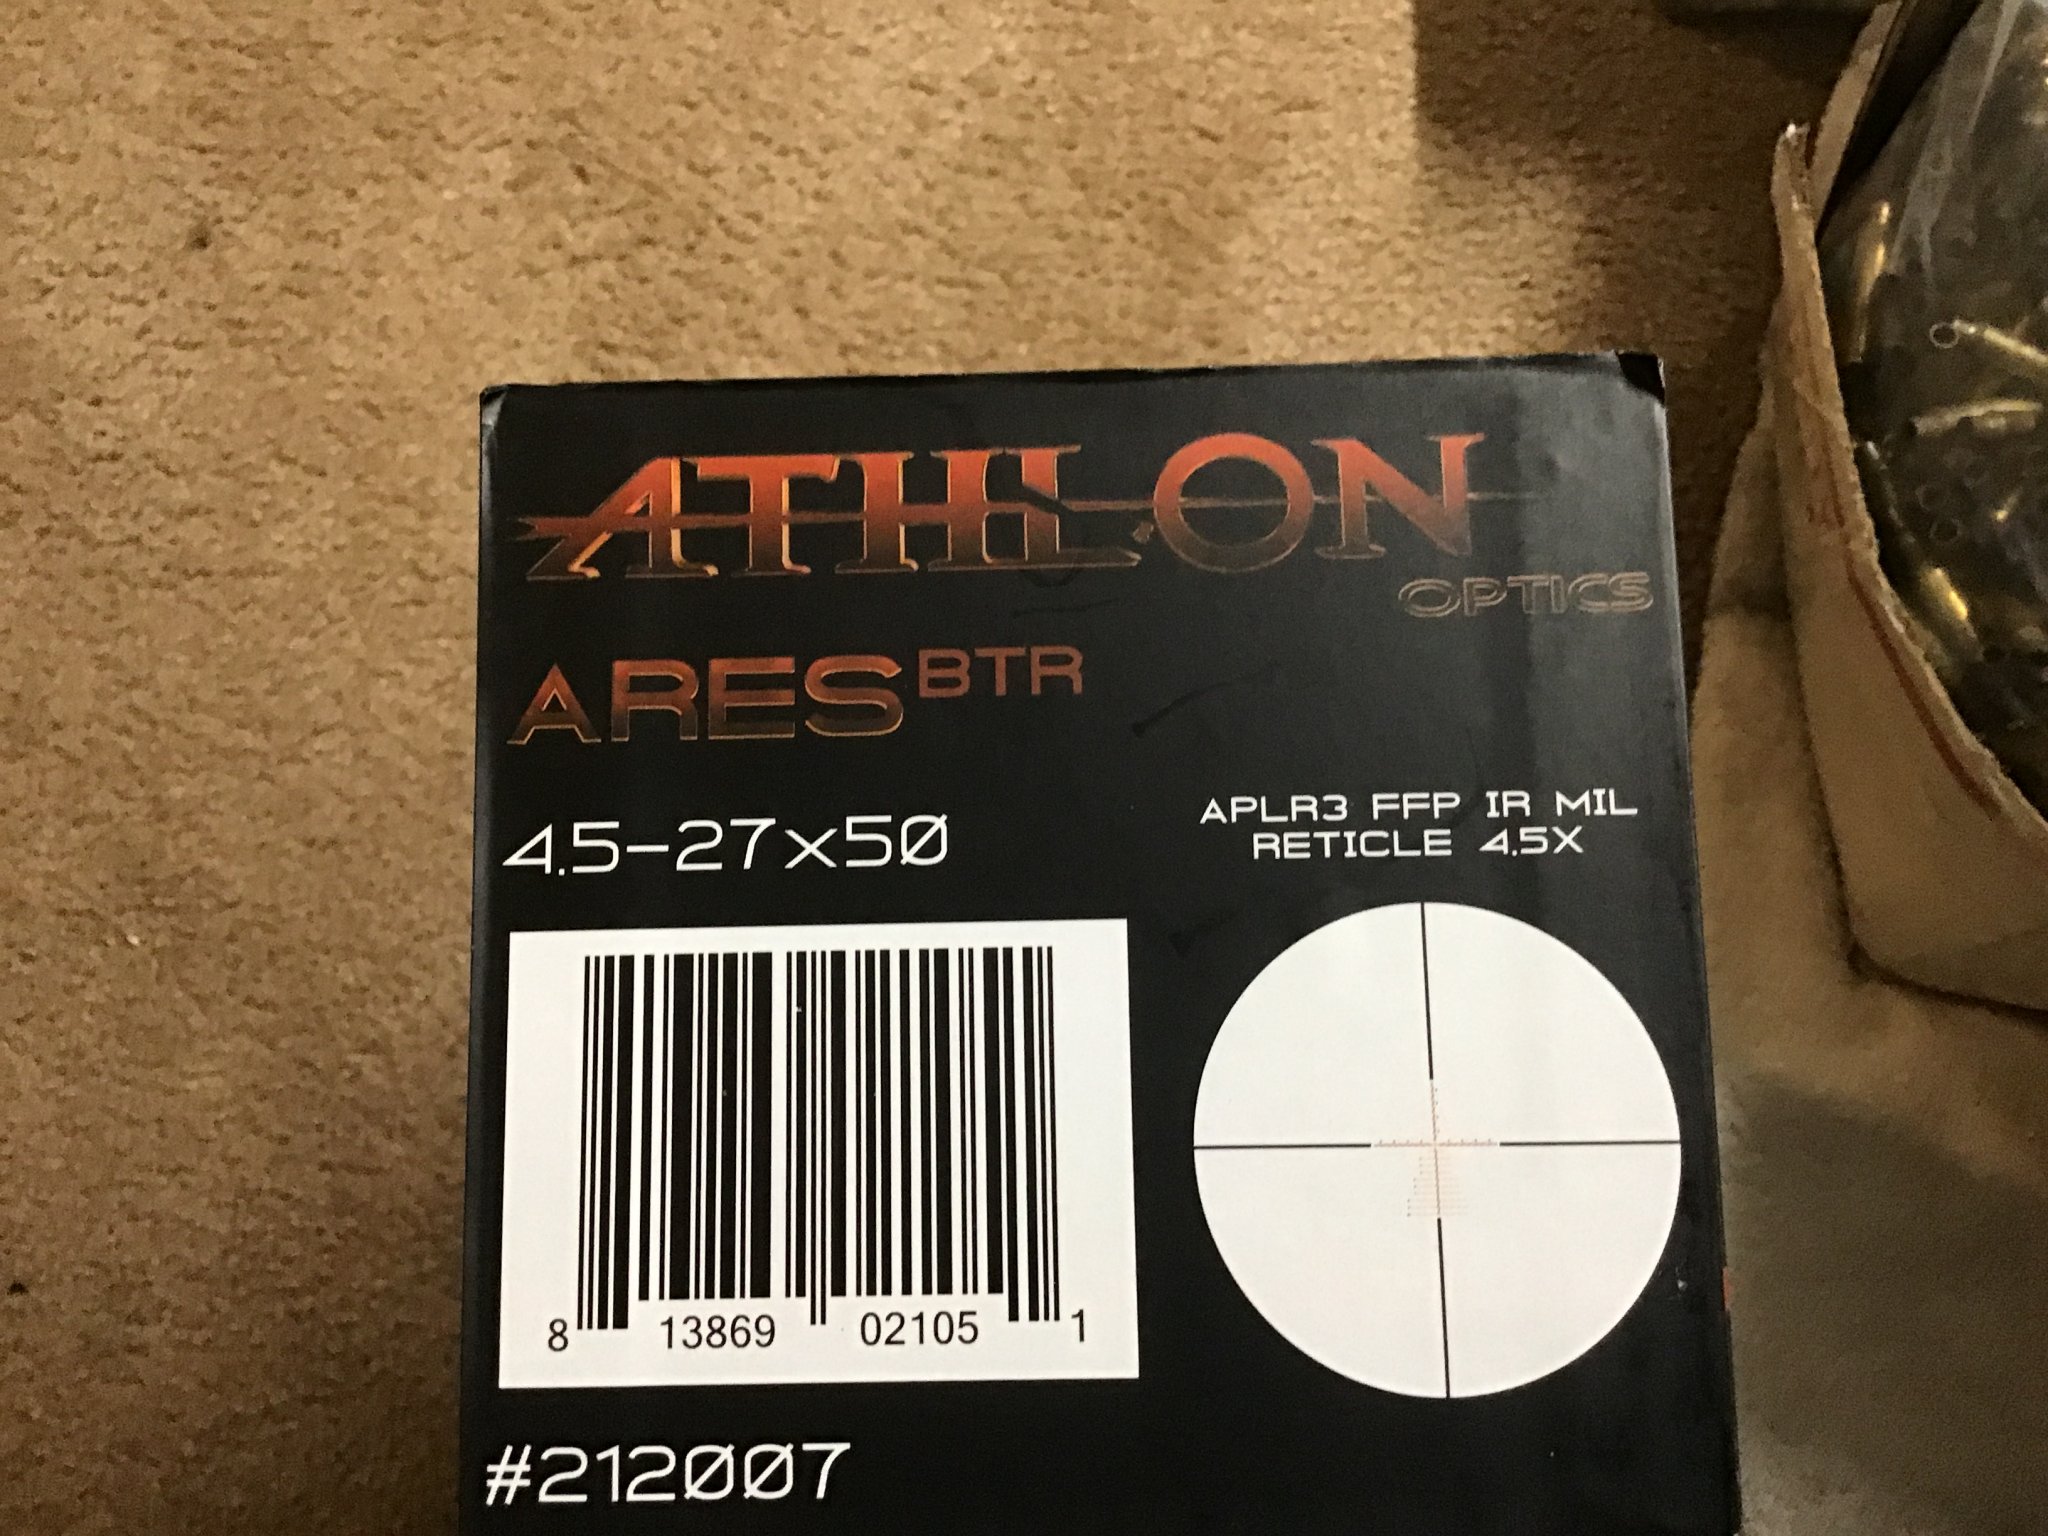 ATHLON
OPTICS
ARES BTR
4.5-27x50
APLR3 FFP IR MIL
RETICLE 4.5X
8 13869 02105 1
#212007